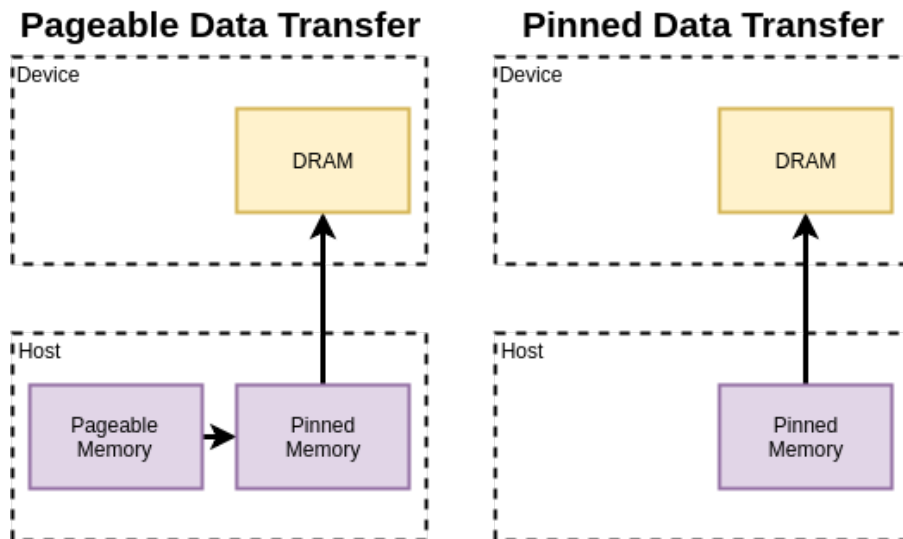 Pageable Data Transfer
Device
DRAM
Host
Pageable
Memory
Pinned
Memory
Pinned Data Transfer
Device
DRAM
Host
Pinned
Memory